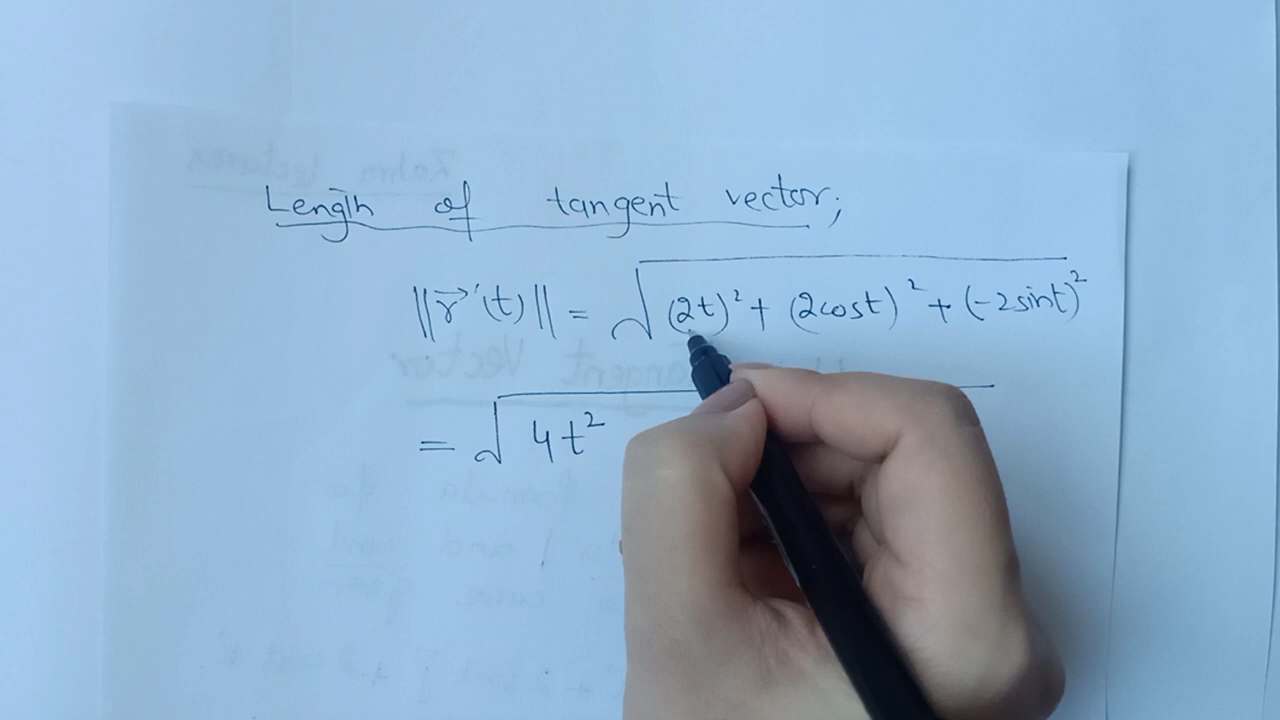 Length of tangent vector;
||r⃗'(t)|| = √(2t)² + (2cost)² + (-2sint)²
= √4t²